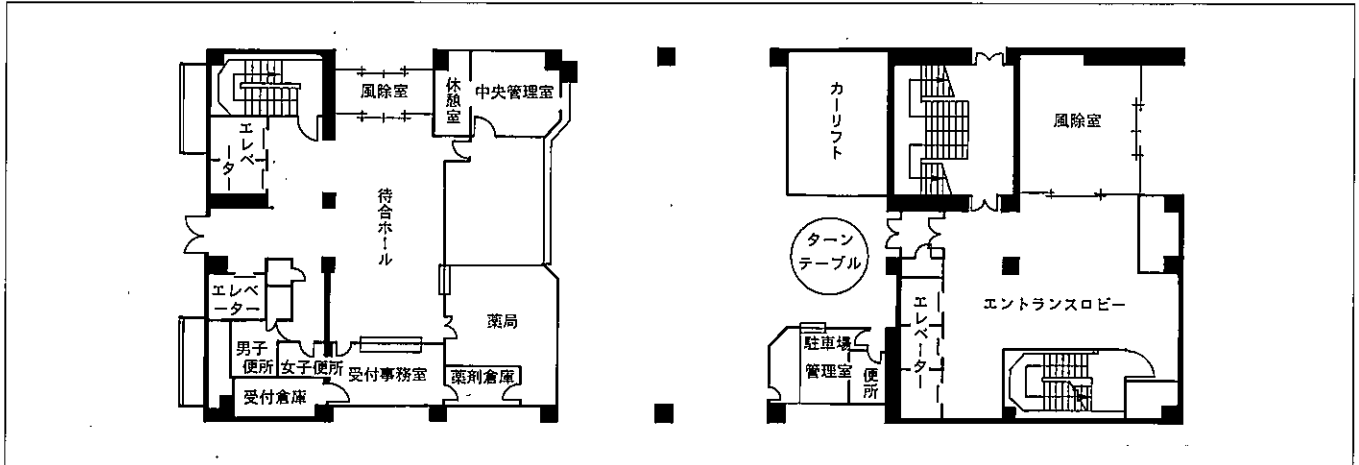 風除室
休憩室
中央管理室
エレベーター
待合ホール
エレベーター
薬局
男子便所
女子便所
受付事務室
薬剤倉庫
受付倉庫
カーリフト
風除室
ターンテーブル
エレベーター
エントランスロビー
駐車場管理室
便所